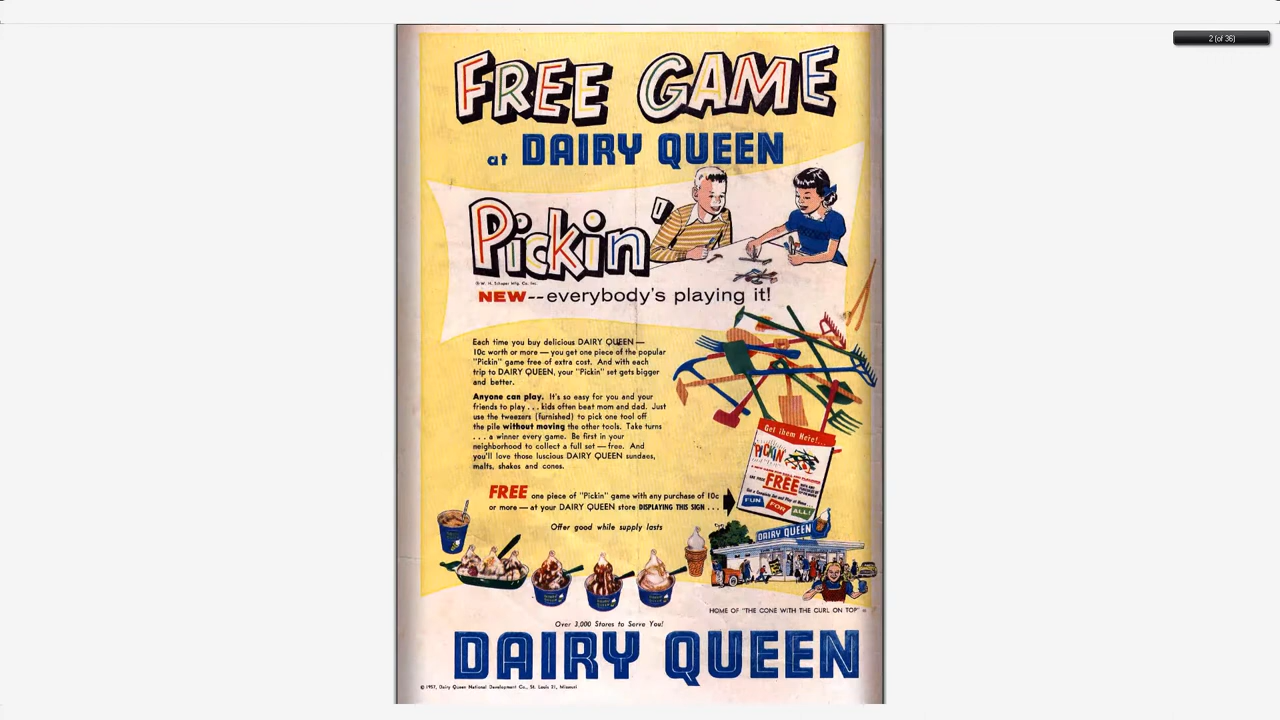 2 (of 36)
FREE GAME
at DAIRY QUEEN
Pickin'
© W. H. Schaper Mfg. Co. Inc.
NEW--everybody's playing it!
Each time you buy delicious DAIRY QUEEN —
10c worth or more — you get one piece of the popular
"Pickin" game free of extra cost. And with each
trip to DAIRY QUEEN, your "Pickin" set gets bigger
and better.
Anyone can play. It's so easy for you and your
friends to play . . . kids often beat mom and dad. Just
use the tweezers (furnished) to pick one tool off
the pile without moving the other tools. Take turns
. . . a winner every game. Be first in your
neighborhood to collect a full set — free. And
you'll love those luscious DAIRY QUEEN sundaes,
malts, shakes and cones.
Get them Here!...
PICKIN'
FREE
FUN
FOR
ALL!
FREE one piece of "Pickin" game with any purchase of 10c
or more — at your DAIRY QUEEN store DISPLAYING THIS SIGN . . .
Offer good while supply lasts
DAIRY QUEEN
HOME OF "THE CONE WITH THE CURL ON TOP"
Over 3,000 Stores to Serve You!
DAIRY QUEEN
© 1957, Dairy Queen National Development Co., St. Louis 21, Missouri